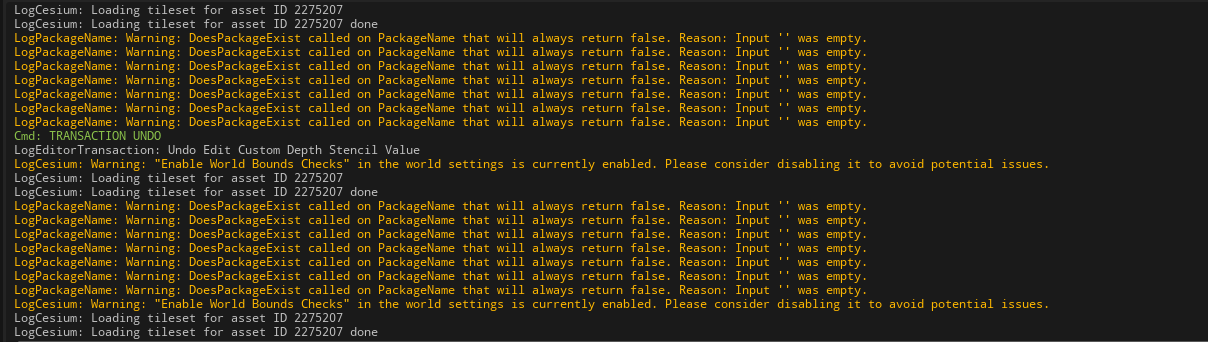 LogCesium: Loading tileset for asset ID 2275207
LogCesium: Loading tileset for asset ID 2275207 done
LogPackageName: Warning: DoesPackageExist called on PackageName that will always return false. Reason: Input '' was empty.
LogPackageName: Warning: DoesPackageExist called on PackageName that will always return false. Reason: Input '' was empty.
LogPackageName: Warning: DoesPackageExist called on PackageName that will always return false. Reason: Input '' was empty.
LogPackageName: Warning: DoesPackageExist called on PackageName that will always return false. Reason: Input '' was empty.
LogPackageName: Warning: DoesPackageExist called on PackageName that will always return false. Reason: Input '' was empty.
LogPackageName: Warning: DoesPackageExist called on PackageName that will always return false. Reason: Input '' was empty.
LogPackageName: Warning: DoesPackageExist called on PackageName that will always return false. Reason: Input '' was empty.
Cmd: TRANSACTION UNDO
LogEditorTransaction: Undo Edit Custom Depth Stencil Value
LogCesium: Warning: "Enable World Bounds Checks" in the world settings is currently enabled. Please consider disabling it to avoid potential issues.
LogCesium: Loading tileset for asset ID 2275207
LogCesium: Loading tileset for asset ID 2275207 done
LogPackageName: Warning: DoesPackageExist called on PackageName that will always return false. Reason: Input '' was empty.
LogPackageName: Warning: DoesPackageExist called on PackageName that will always return false. Reason: Input '' was empty.
LogPackageName: Warning: DoesPackageExist called on PackageName that will always return false. Reason: Input '' was empty.
LogPackageName: Warning: DoesPackageExist called on PackageName that will always return false. Reason: Input '' was empty.
LogPackageName: Warning: DoesPackageExist called on PackageName that will always return false. Reason: Input '' was empty.
LogPackageName: Warning: DoesPackageExist called on PackageName that will always return false. Reason: Input '' was empty.
LogPackageName: Warning: DoesPackageExist called on PackageName that will always return false. Reason: Input '' was empty.
LogCesium: Warning: "Enable World Bounds Checks" in the world settings is currently enabled. Please consider disabling it to avoid potential issues.
LogCesium: Loading tileset for asset ID 2275207
LogCesium: Loading tileset for asset ID 2275207 done